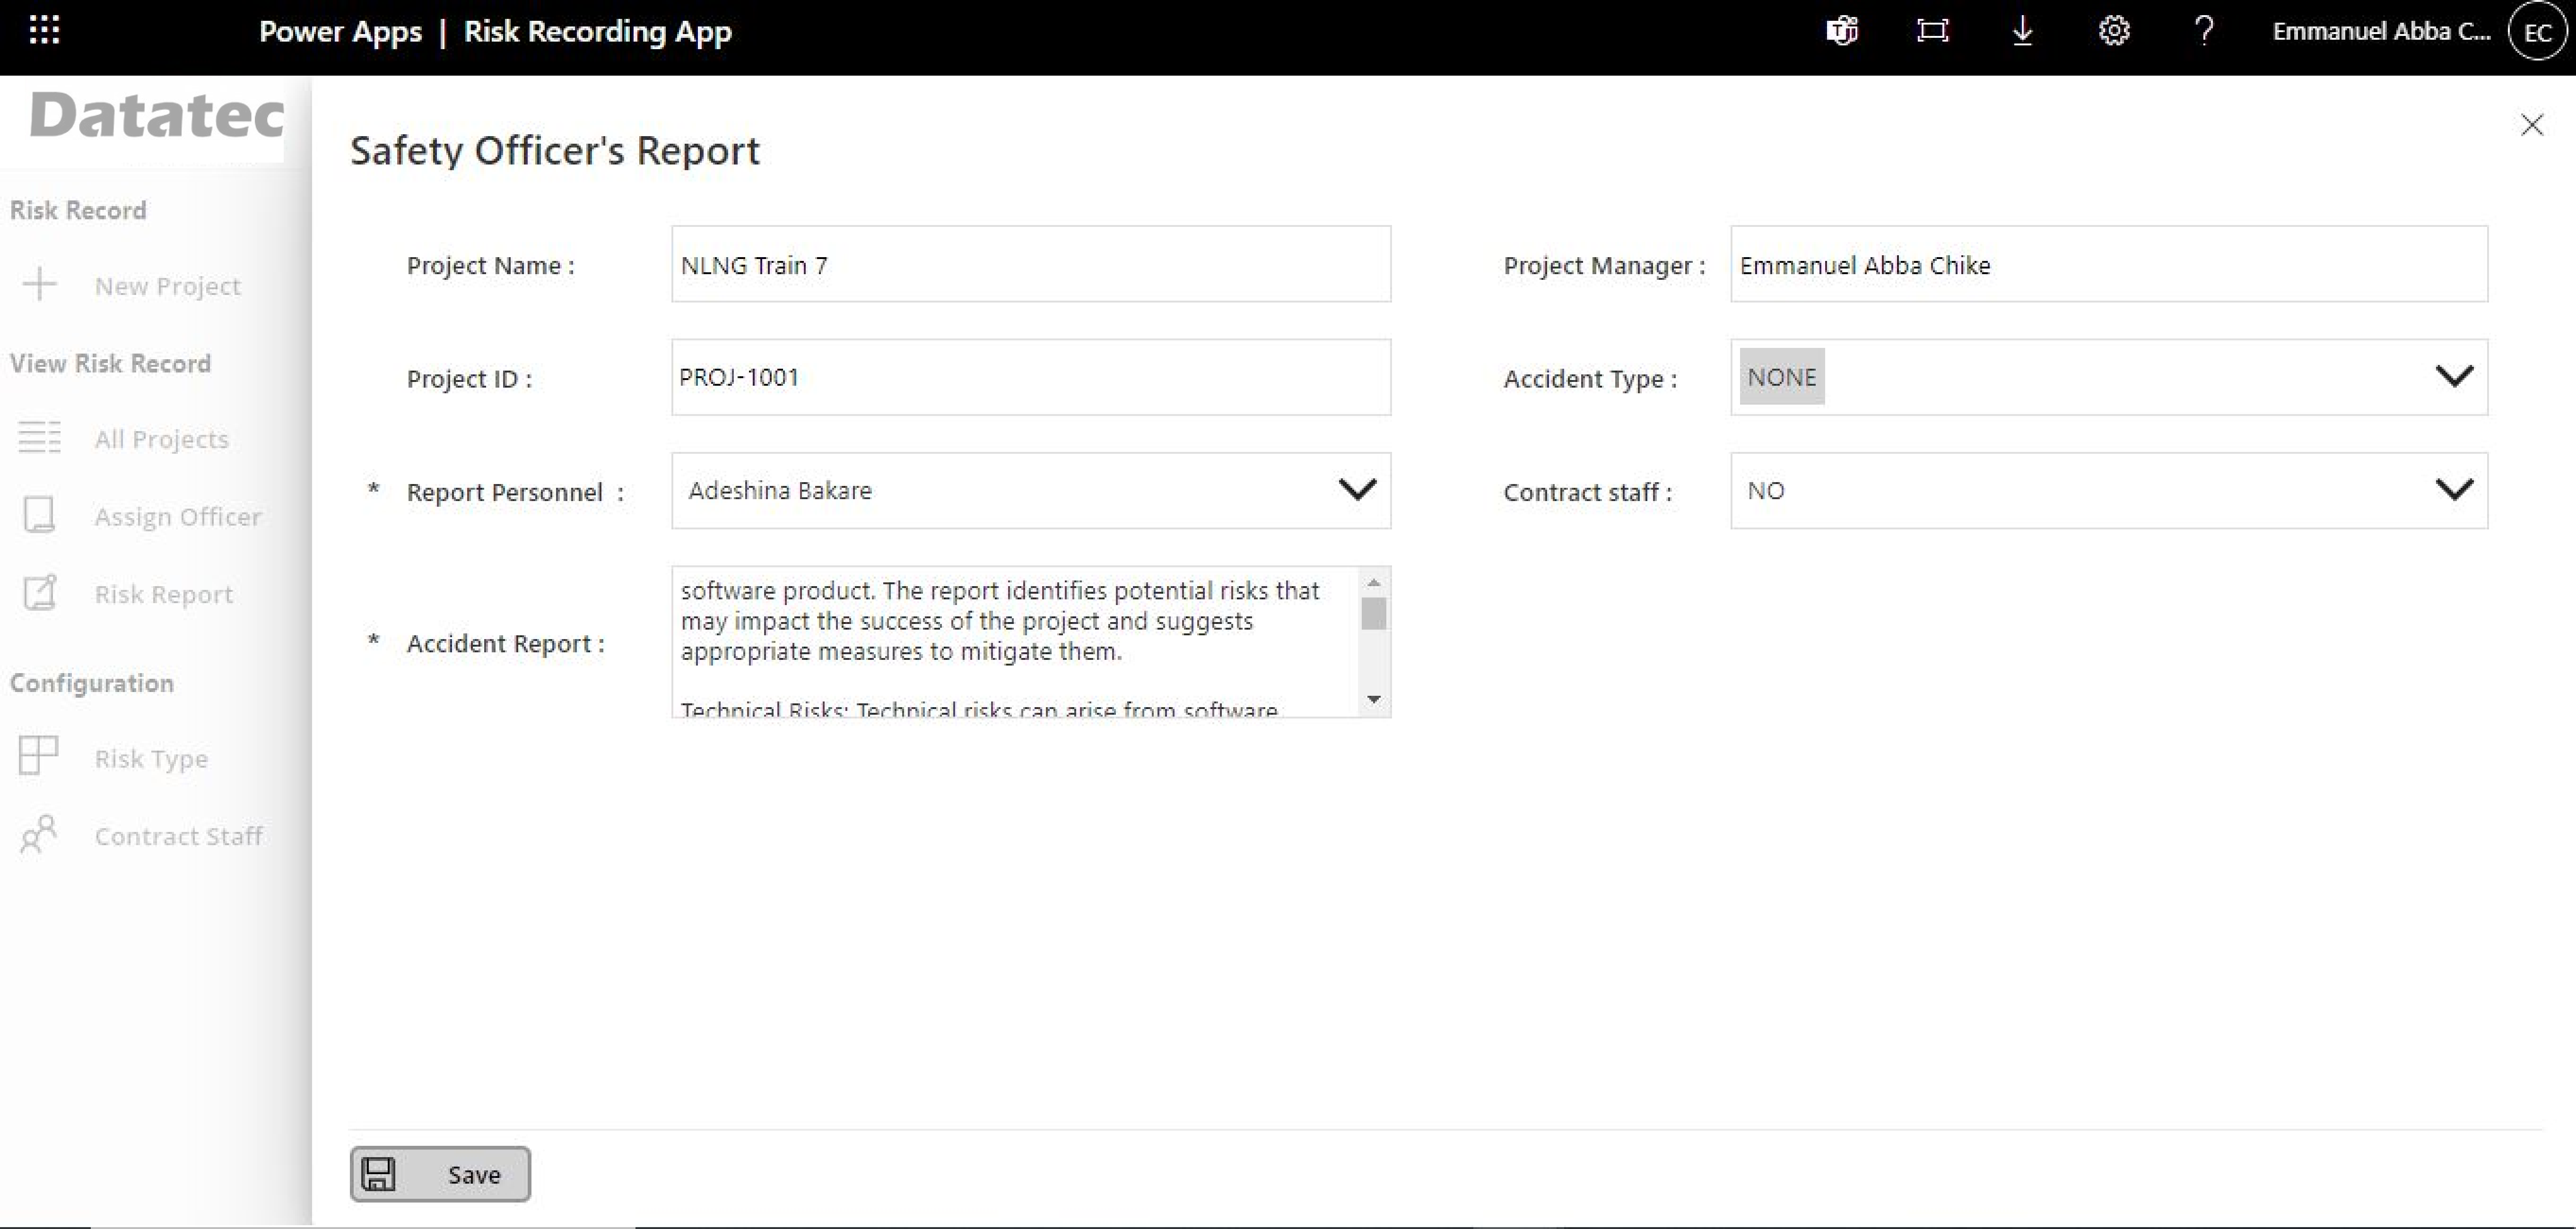 Power Apps | Risk Recording App
Emmanuel Abba C...
EC
Datatec
Risk Record
New Project
View Risk Record
All Projects
Assign Officer
Risk Report
Configuration
Risk Type
Contract Staff
Safety Officer's Report
Project Name : NLNG Train 7
Project Manager : Emmanuel Abba Chike
Project ID : PROJ-1001
Accident Type : NONE
* Report Personnel : Adeshina Bakare
Contract staff : NO
* Accident Report :
software product. The report identifies potential risks that
may impact the success of the project and suggests
appropriate measures to mitigate them.
Technical Risks: Technical risks can arise from software
Save